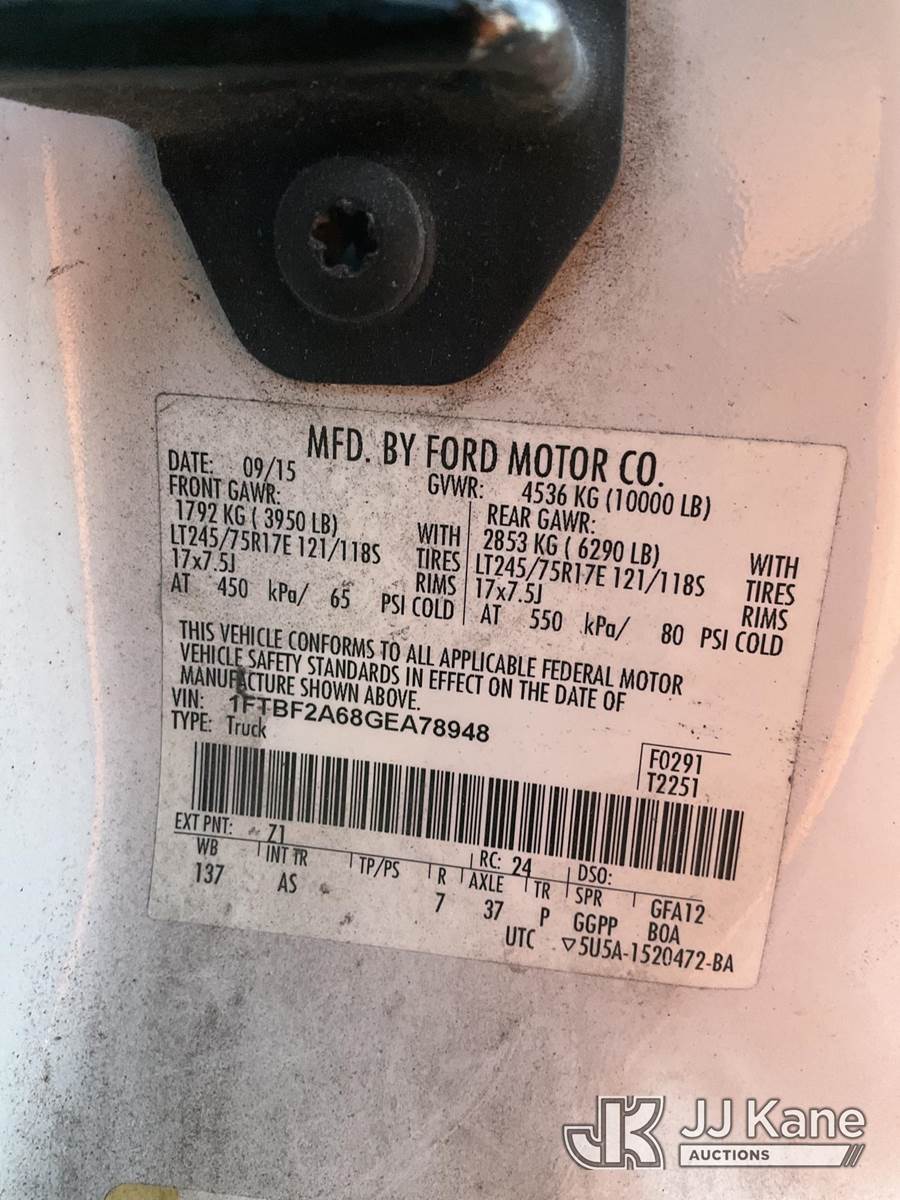 MFD. BY FORD MOTOR CO.
DATE: 09/15 GVWR: 4536 KG (10000 LB)
FRONT GAWR: REAR GAWR:
1792 KG ( 3950 LB) WITH 2853 KG ( 6290 LB) WITH
LT245/75R17E 121/118S TIRES LT245/75R17E 121/118S TIRES
17x7.5J RIMS 17x7.5J RIMS
AT 450 kPa/ 65 PSI COLD AT 550 kPa/ 80 PSI COLD
THIS VEHICLE CONFORMS TO ALL APPLICABLE FEDERAL MOTOR
VEHICLE SAFETY STANDARDS IN EFFECT ON THE DATE OF
MANUFACTURE SHOWN ABOVE.
VIN: 1FTBF2A68GEA78948
TYPE: Truck
F0291
T2251
EXT PNT: Z1 RC: 24 DSO:
WB INT TR TP/PS R AXLE TR SPR GFA12
137 AS 7 37 P GGPP BOA
UTC ▽5U5A-1520472-BA
JK JJ Kane
AUCTIONS